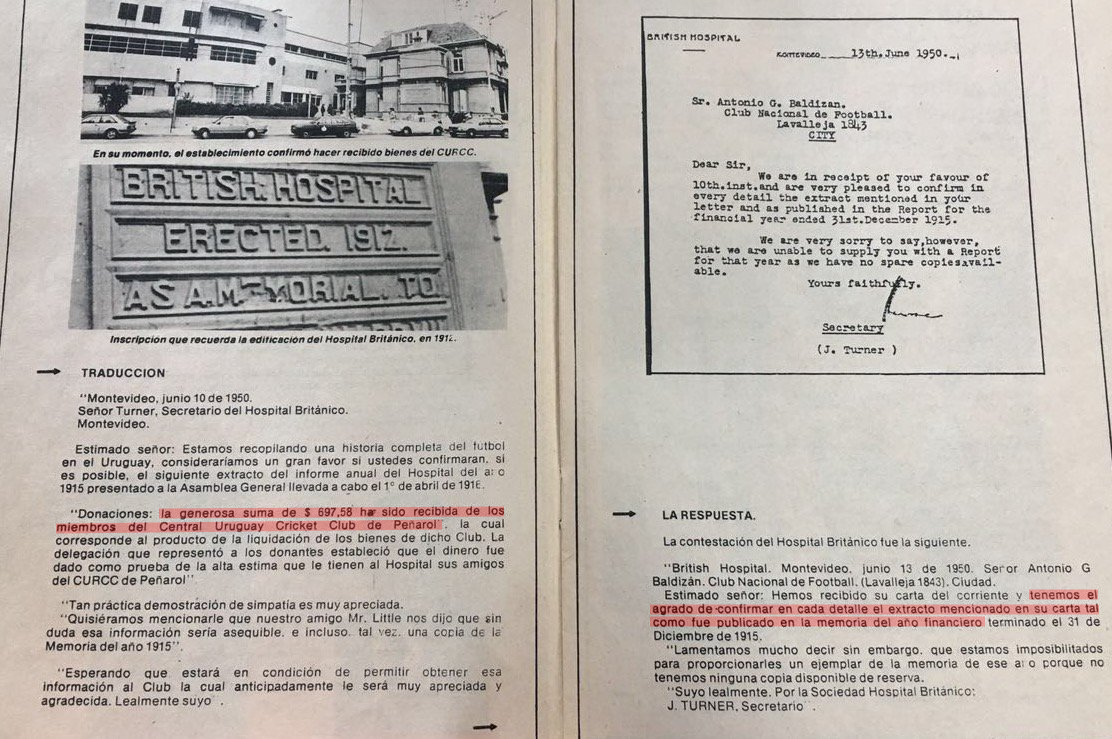 En su momento, el establecimiento confirmó hacer recibido bienes del CURCC.
BRITISH. HOSPITAL
ERECTED. 1912.
AS A. MEMORIAL. TO
Inscripción que recuerda la edificación del Hospital Británico, en 1912.
TRADUCCION
"Montevideo, junio 10 de 1950.
Señor Turner, Secretario del Hospital Británico.
Montevideo.
Estimado señor: Estamos recopilando una historia completa del futbol
en el Uruguay, consideraríamos un gran favor si ustedes confirmaran, si
es posible, el siguiente extracto del informe anual del Hospital del año
1915 presentado a la Asamblea General llevada a cabo el 1º de abril de 1916.
"Donaciones: la generosa suma de $ 697,58 ha sido recibida de los
miembros del Central Uruguay Cricket Club de Peñarol", la cual
corresponde al producto de la liquidación de los bienes de dicho Club. La
delegación que representó a los donantes estableció que el dinero fue
dado como prueba de la alta estima que le tienen al Hospital sus amigos
del CURCC de Peñarol"
"Tan práctica demostración de simpatía es muy apreciada.
"Quisiéramos mencionarle que nuestro amigo Mr. Little nos dijo que sin
duda esa información sería asequible, e incluso, tal vez, una copia de la
Memoria del año 1915".
"Esperando que estará en condición de permitir obtener esa
información al Club la cual anticipadamente le será muy apreciada y
agradecida. Lealmente suyo".
BRITISH HOSPITAL
MONTEVIDEO 13th. June 1950.
Sr. Antonio G. Baldizan.
Club Nacional de Football.
Lavalleja 1843
CITY
Dear Sir,
We are in receipt of your favour of
10th.inst.and are very pleased to confirm in
every detail the extract mentioned in your
letter and as published in the Report for the
financial year ended 31st.December 1915.
We are very sorry to say,however,
that we are unable to supply you with a Report
for that year as we have no spare copies avail-
able.
Yours faithfully.
Secretary
(J. Turner )
LA RESPUESTA.
La contestación del Hospital Británico fue la siguiente.
"British Hospital. Montevideo, junio 13 de 1950. Señor Antonio G
Baldizán. Club Nacional de Football. (Lavalleja 1843). Ciudad.
Estimado señor: Hemos recibido su carta del corriente y tenemos el
agrado de confirmar en cada detalle el extracto mencionado en su carta tal
como fue publicado en la memoria del año financiero terminado el 31 de
Diciembre de 1915.
"Lamentamos mucho decir sin embargo, que estamos imposibilitados
para proporcionarles un ejemplar de la memoria de ese año porque no
tenemos ninguna copia disponible de reserva.
"Suyo lealmente. Por la Sociedad Hospital Británico;
J. TURNER, Secretario".